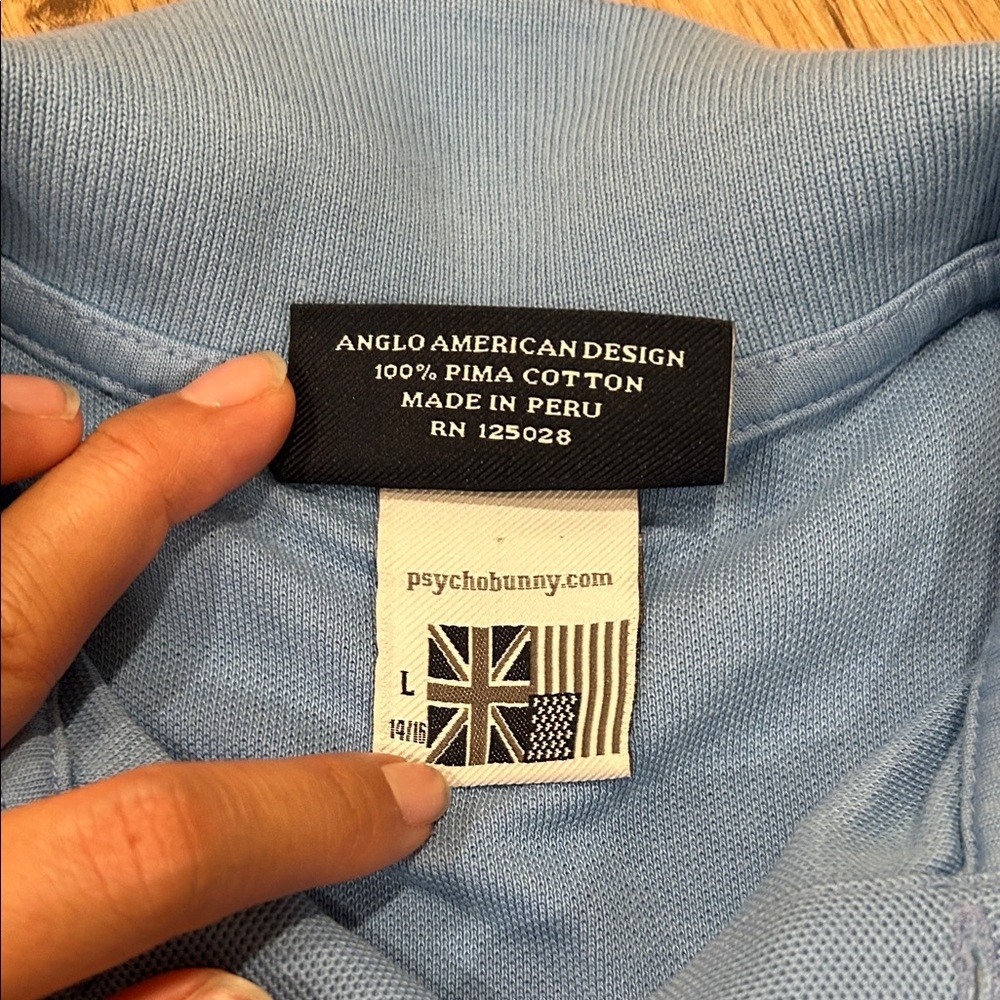 ANGLO AMERICAN DESIGN
100% PIMA COTTON
MADE IN PERU
RN 125028
psychobunny.com
L
14/16